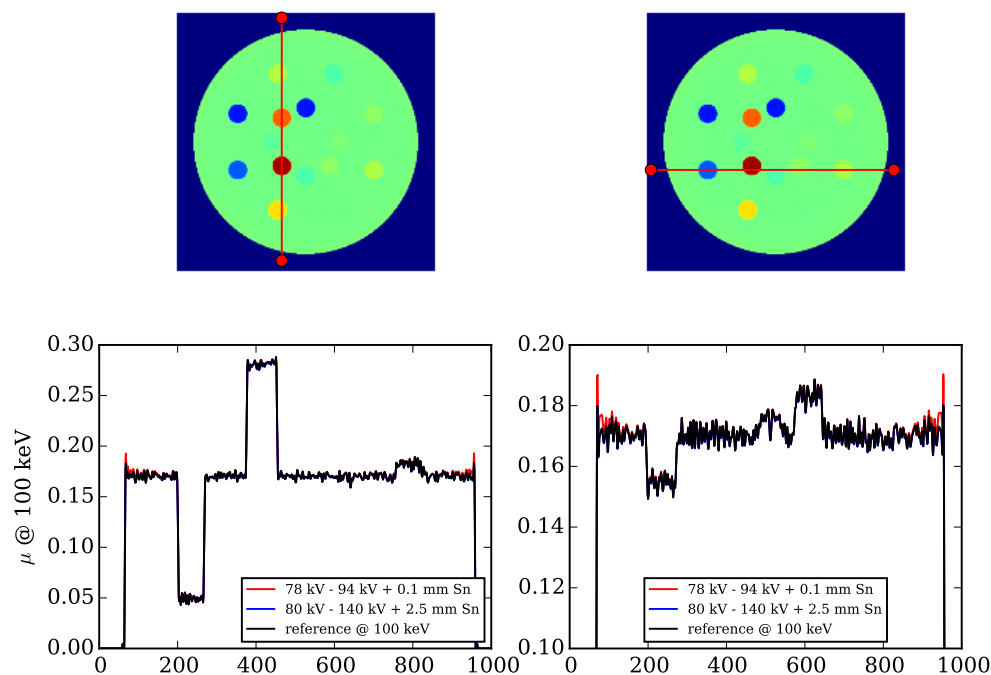 0.30
0.25
0.20
0.15
0.10
0.05
0.00
μ @ 100 keV
78 kV - 94 kV + 0.1 mm Sn
80 kV - 140 kV + 2.5 mm Sn
reference @ 100 keV
0 200 400 600 800 1000
0.20
0.18
0.16
0.14
0.12
0.10
78 kV - 94 kV + 0.1 mm Sn
80 kV - 140 kV + 2.5 mm Sn
reference @ 100 keV
0 200 400 600 800 1000